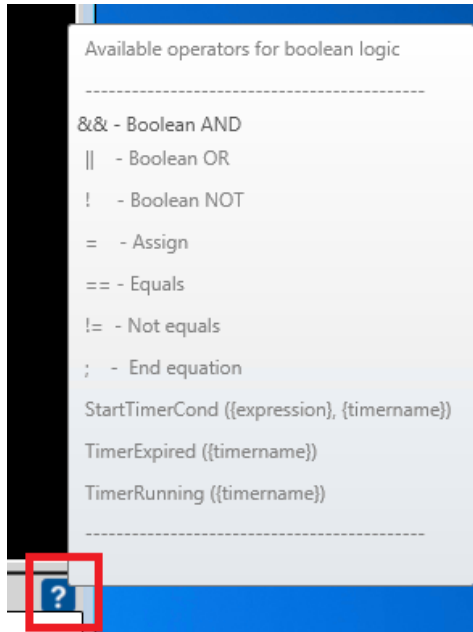 Available operators for boolean logic
--------------------------------------------
&& - Boolean AND
|| - Boolean OR
! - Boolean NOT
= - Assign
== - Equals
!= - Not equals
; - End equation
StartTimerCond ({expression}, {timername})
TimerExpired ({timername})
TimerRunning ({timername})
--------------------------------------------
?